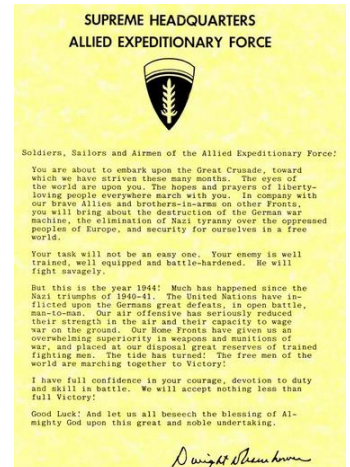 SUPREME HEADQUARTERS
ALLIED EXPEDITIONARY FORCE
Soldiers, Sailors and Airmen of the Allied Expeditionary Force!
You are about to embark upon the Great Crusade, toward
which we have striven these many months. The eyes of
the world are upon you. The hopes and prayers of liberty-
loving people everywhere march with you. In company with
our brave Allies and brothers-in-arms on other Fronts,
you will bring about the destruction of the German war
machine, the elimination of Nazi tyranny over the oppressed
peoples of Europe, and security for ourselves in a free
world.
Your task will not be an easy one. Your enemy is well
trained, well equipped and battle-hardened. He will
fight savagely.
But this is the year 1944! Much has happened since the
Nazi triumphs of 1940-41. The United Nations have in-
flicted upon the Germans great defeats, in open battle,
man-to-man. Our air offensive has seriously reduced
their strength in the air and their capacity to wage
war on the ground. Our Home Fronts have given us an
overwhelming superiority in weapons and munitions of
war, and placed at our disposal great reserves of trained
fighting men. The tide has turned! The free men of the
world are marching together to Victory!
I have full confidence in your courage, devotion to duty
and skill in battle. We will accept nothing less than
full Victory!
Good Luck! And let us all beseech the blessing of Al-
mighty God upon this great and noble undertaking.
Dwight D Eisenhower